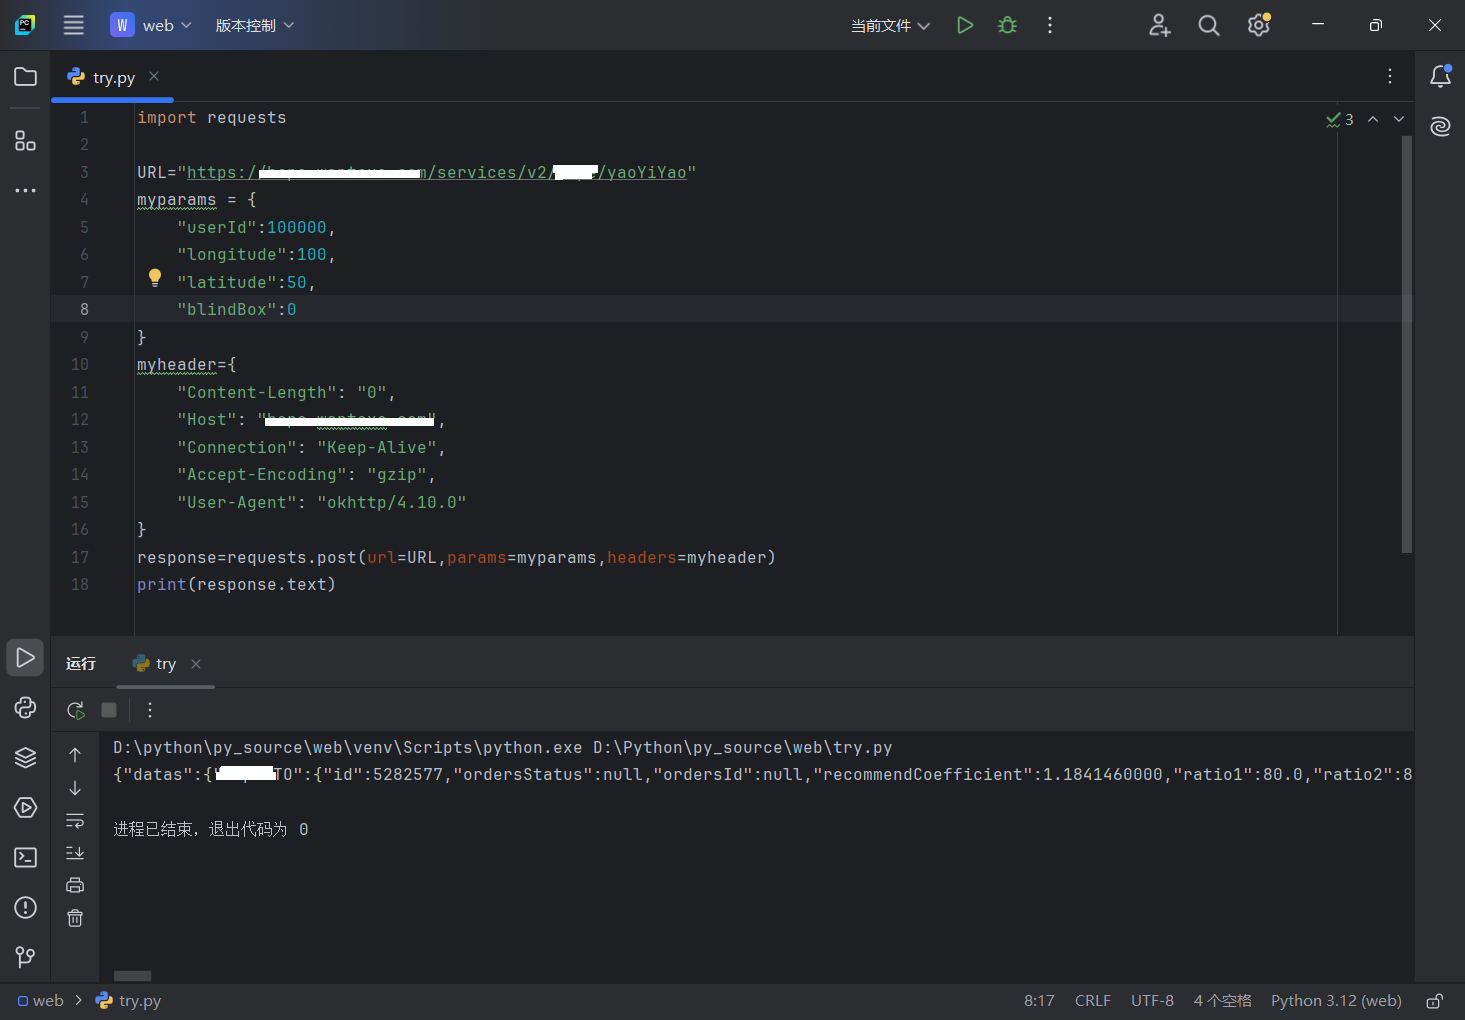 PC
W web 版本控制 当前文件
try.py
3
1 import requests
2
3 URL="https:///services/v2//yaoYiYao"
4 myparams = {
5 "userId":100000,
6 "longitude":100,
7 "latitude":50,
8 "blindBox":0
9 }
10 myheader={
11 "Content-Length": "0",
12 "Host": "",
13 "Connection": "Keep-Alive",
14 "Accept-Encoding": "gzip",
15 "User-Agent": "okhttp/4.10.0"
16 }
17 response=requests.post(url=URL,params=myparams,headers=myheader)
18 print(response.text)
运行 try
D:\python\py_source\web\venv\Scripts\python.exe D:\Python\py_source\web\try.py
{"datas":{"TO":{"id":5282577,"ordersStatus":null,"ordersId":null,"recommendCoefficient":1.1841460000,"ratio1":80.0,"ratio2":8
进程已结束，退出代码为 0
web > try.py 8:17 CRLF UTF-8 4 个空格 Python 3.12 (web)